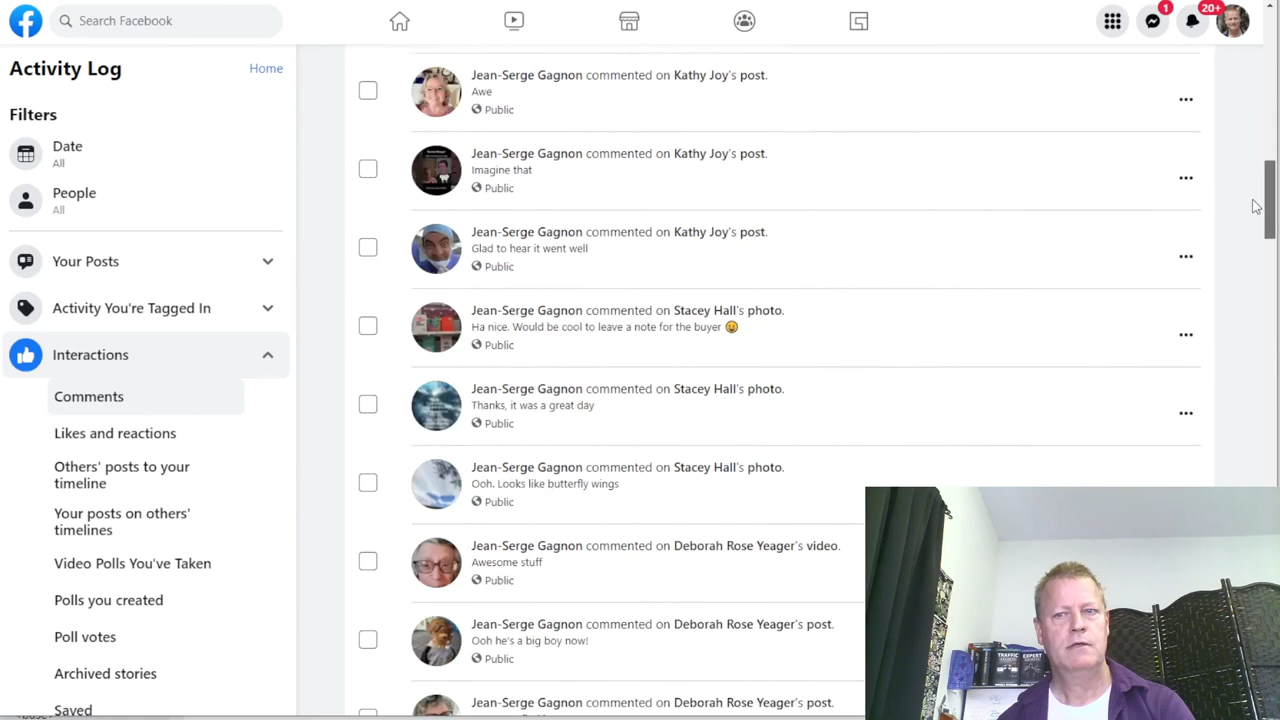 Search Facebook
1
20+
Activity Log
Home
Filters
Date
All
People
All
Your Posts
Activity You're Tagged In
Interactions
Comments
Likes and reactions
Others' posts to your
timeline
Your posts on others'
timelines
Video Polls You've Taken
Polls you created
Poll votes
Archived stories
Saved
Jean-Serge Gagnon commented on Kathy Joy's post.
Awe
Public
Jean-Serge Gagnon commented on Kathy Joy's post.
Imagine that
Public
Jean-Serge Gagnon commented on Kathy Joy's post.
Glad to hear it went well
Public
Jean-Serge Gagnon commented on Stacey Hall's photo.
Ha nice. Would be cool to leave a note for the buyer 😀
Public
Jean-Serge Gagnon commented on Stacey Hall's photo.
Thanks, it was a great day
Public
Jean-Serge Gagnon commented on Stacey Hall's photo.
Ooh. Looks like butterfly wings
Public
Jean-Serge Gagnon commented on Deborah Rose Yeager's video.
Awesome stuff
Public
Jean-Serge Gagnon commented on Deborah Rose Yeager's post.
Ooh he's a big boy now!
Public
Jean-Serge Gagnon commented on Deborah Rose Yeager's post.
TRAFFIC
SECRETS
EXPERT
SECRETS